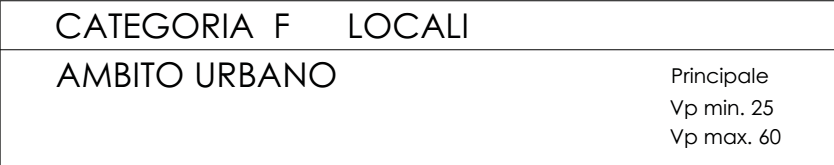 CATEGORIA F LOCALI
AMBITO URBANO
Principale
Vp min. 25
Vp max. 60